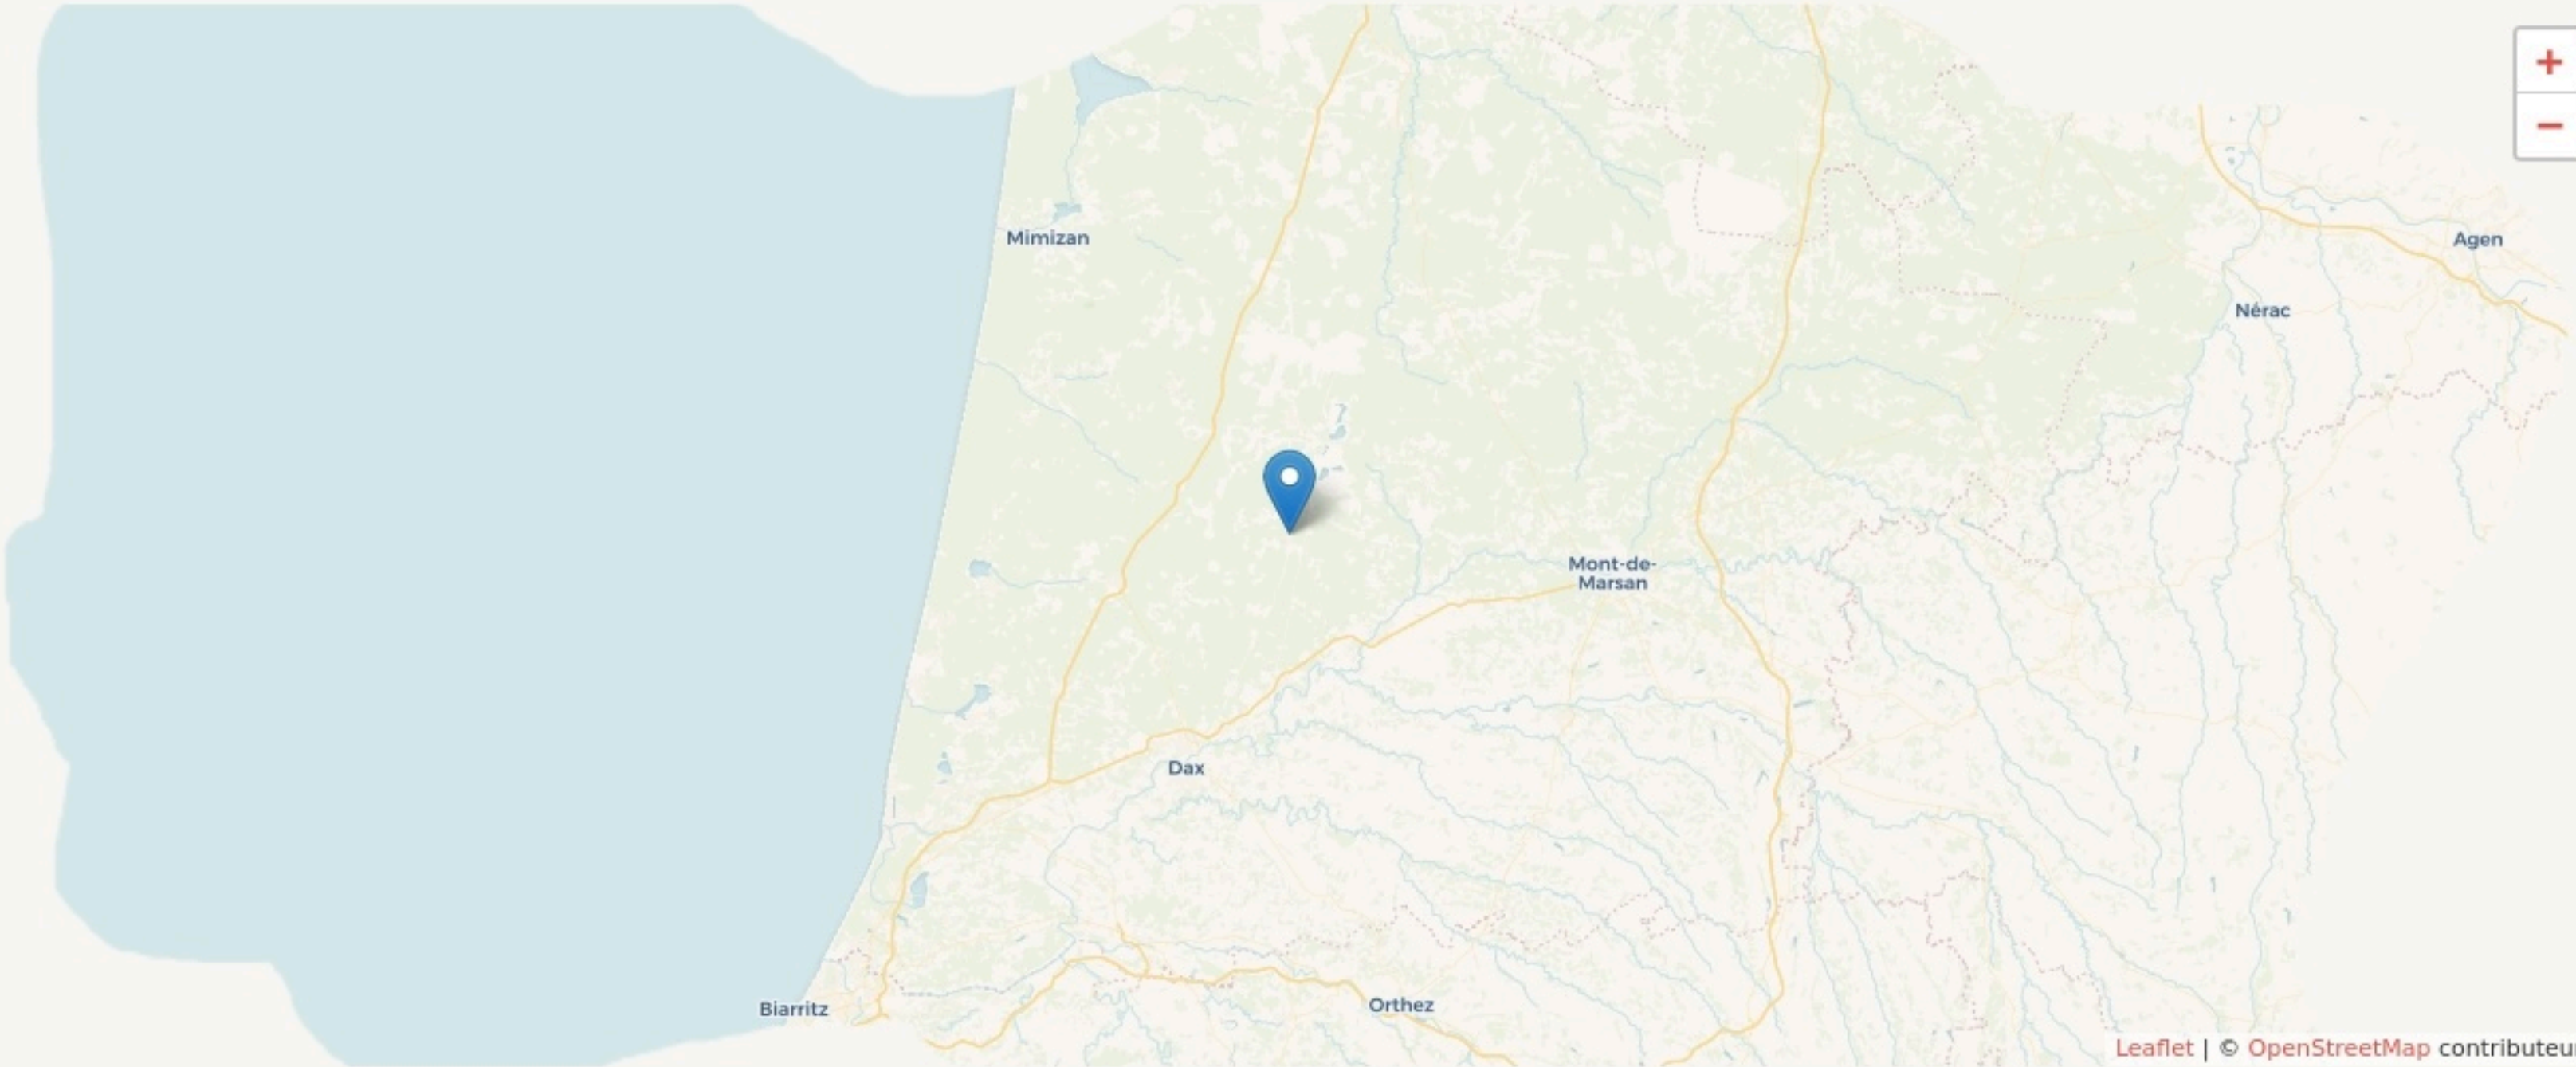 +
−
Mimizan
Agen
Nérac
Mont-de-
Marsan
Dax
Biarritz
Orthez
Leaflet | © OpenStreetMap contributeu